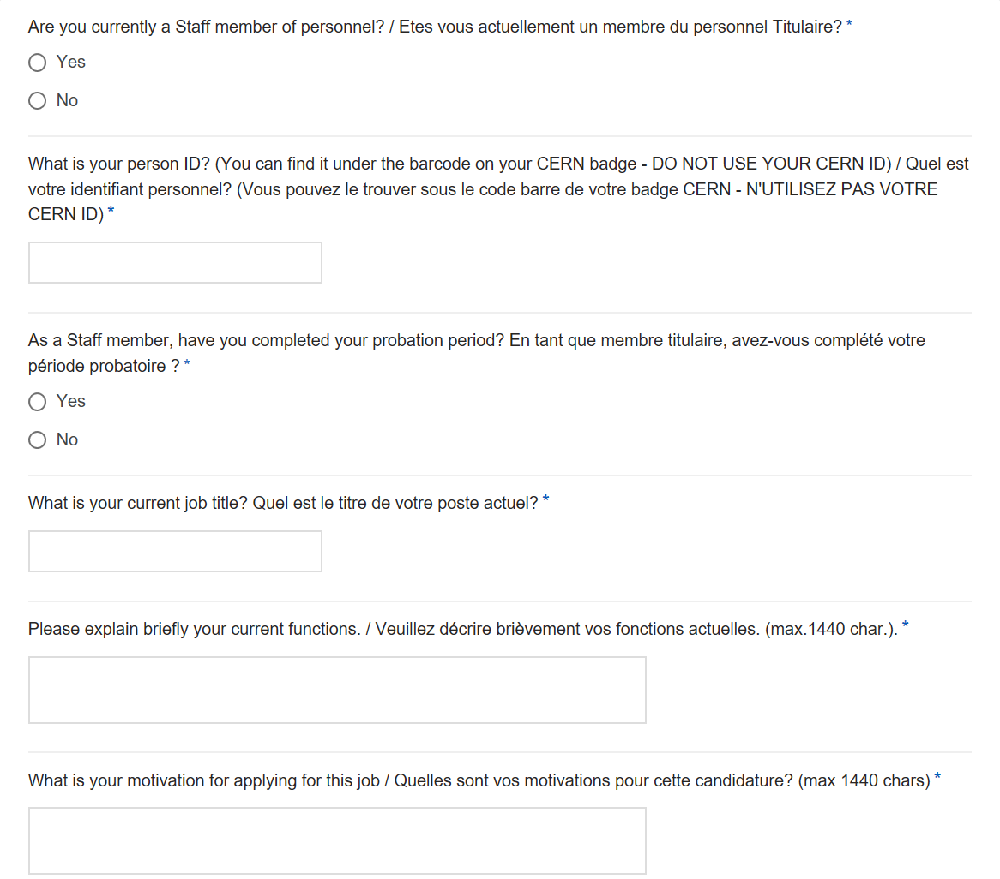 Are you currently a Staff member of personnel? / Etes vous actuellement un membre du personnel Titulaire? *
Yes
No
What is your person ID? (You can find it under the barcode on your CERN badge - DO NOT USE YOUR CERN ID) / Quel est
votre identifiant personnel? (Vous pouvez le trouver sous le code barre de votre badge CERN - N'UTILISEZ PAS VOTRE
CERN ID) *
As a Staff member, have you completed your probation period? En tant que membre titulaire, avez-vous complété votre
période probatoire ? *
Yes
No
What is your current job title? Quel est le titre de votre poste actuel? *
Please explain briefly your current functions. / Veuillez décrire brièvement vos fonctions actuelles. (max.1440 char.). *
What is your motivation for applying for this job / Quelles sont vos motivations pour cette candidature? (max 1440 chars) *